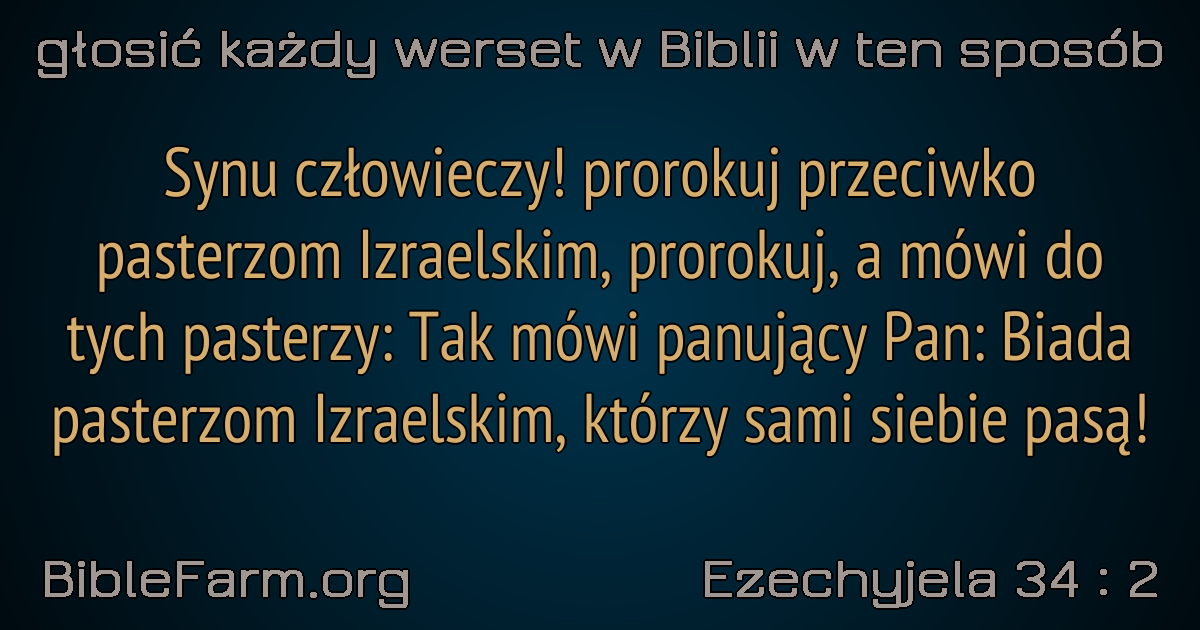 głosić każdy werset w Biblii w ten sposób
Synu człowieczy! prorokuj przeciwko
pasterzom Izraelskim, prorokuj, a mówi do
tych pasterzy: Tak mówi panujący Pan: Biada
pasterzom Izraelskim, którzy sami siebie pasą!
BibleFarm.org
Ezechyjela 34 : 2